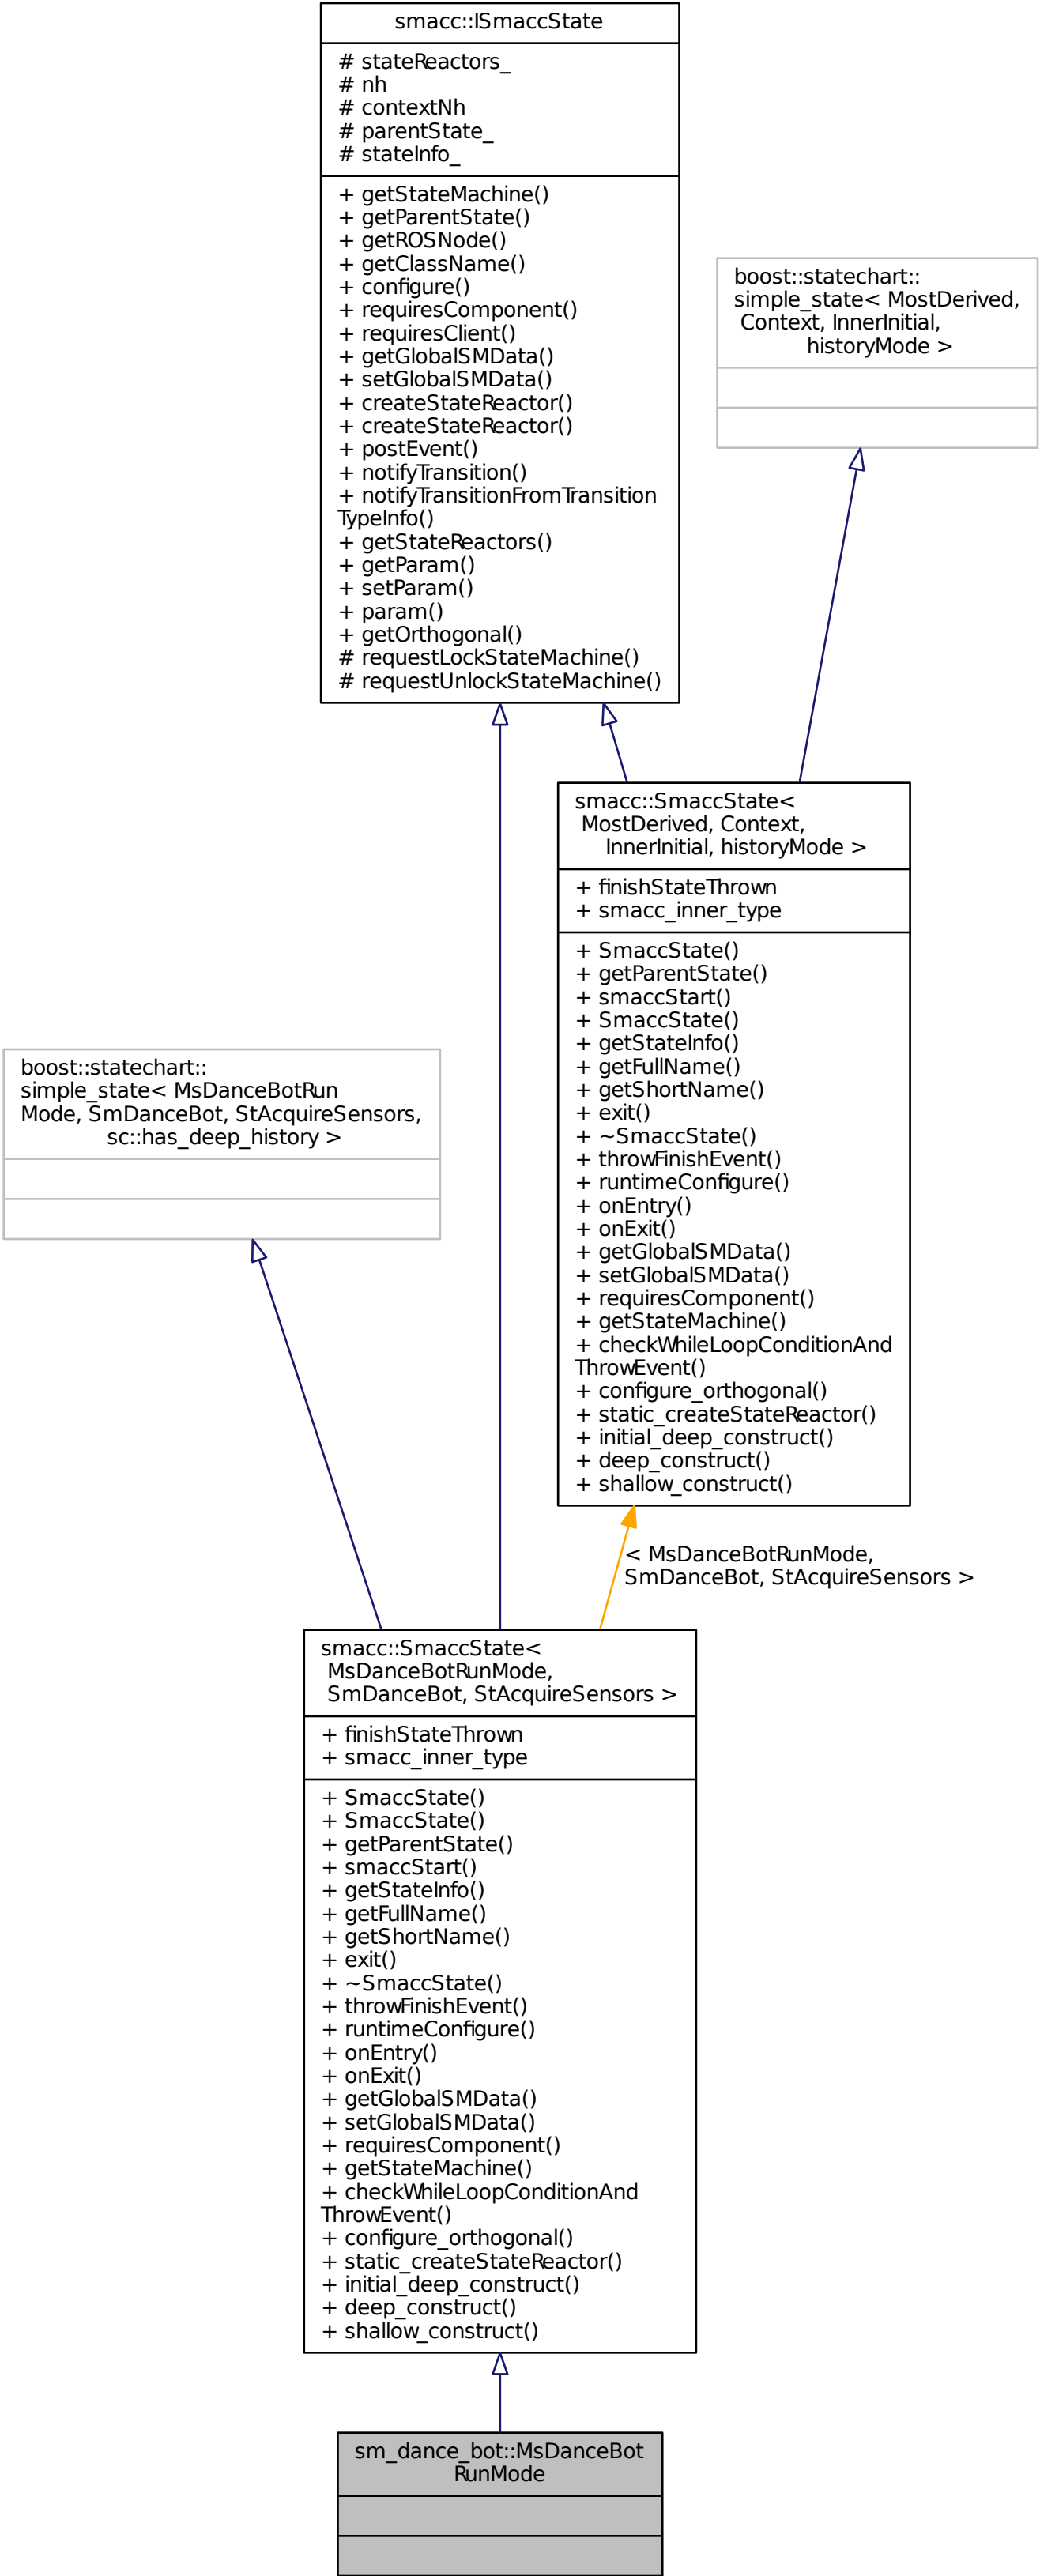 smacc::ISmaccState
# stateReactors_
# nh
# contextNh
# parentState_
# stateInfo_
+ getStateMachine()
+ getParentState()
+ getROSNode()
+ getClassName()
+ configure()
+ requiresComponent()
+ requiresClient()
+ getGlobalSMData()
+ setGlobalSMData()
+ createStateReactor()
+ createStateReactor()
+ postEvent()
+ notifyTransition()
+ notifyTransitionFromTransition
TypeInfo()
+ getStateReactors()
+ getParam()
+ setParam()
+ param()
+ getOrthogonal()
# requestLockStateMachine()
# requestUnlockStateMachine()
boost::statechart::
simple_state< MostDerived,
Context, InnerInitial,
historyMode >
smacc::SmaccState<
MostDerived, Context,
InnerInitial, historyMode >
+ finishStateThrown
+ smacc_inner_type
+ SmaccState()
+ getParentState()
+ smaccStart()
+ SmaccState()
+ getStateInfo()
+ getFullName()
+ getShortName()
+ exit()
+ ~SmaccState()
+ throwFinishEvent()
+ runtimeConfigure()
+ onEntry()
+ onExit()
+ getGlobalSMData()
+ setGlobalSMData()
+ requiresComponent()
+ getStateMachine()
+ checkWhileLoopConditionAnd
ThrowEvent()
+ configure_orthogonal()
+ static_createStateReactor()
+ initial_deep_construct()
+ deep_construct()
+ shallow_construct()
boost::statechart::
simple_state< MsDanceBotRun
Mode, SmDanceBot, StAcquireSensors,
sc::has_deep_history >
< MsDanceBotRunMode,
SmDanceBot, StAcquireSensors >
smacc::SmaccState<
MsDanceBotRunMode,
SmDanceBot, StAcquireSensors >
+ finishStateThrown
+ smacc_inner_type
+ SmaccState()
+ SmaccState()
+ getParentState()
+ smaccStart()
+ getStateInfo()
+ getFullName()
+ getShortName()
+ exit()
+ ~SmaccState()
+ throwFinishEvent()
+ runtimeConfigure()
+ onEntry()
+ onExit()
+ getGlobalSMData()
+ setGlobalSMData()
+ requiresComponent()
+ getStateMachine()
+ checkWhileLoopConditionAnd
ThrowEvent()
+ configure_orthogonal()
+ static_createStateReactor()
+ initial_deep_construct()
+ deep_construct()
+ shallow_construct()
sm_dance_bot::MsDanceBot
RunMode